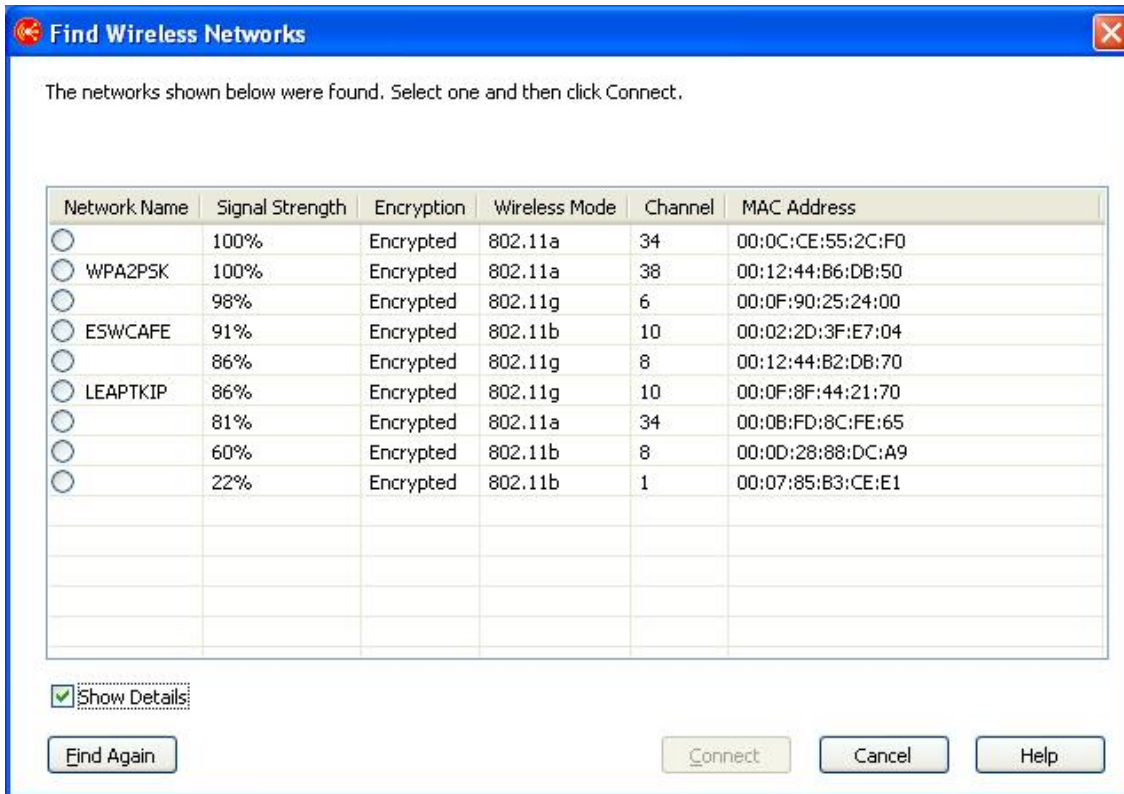 Find Wireless Networks
The networks shown below were found. Select one and then click Connect.
Network Name Signal Strength Encryption Wireless Mode Channel MAC Address
100% Encrypted 802.11a 34 00:0C:CE:55:2C:F0
WPA2PSK 100% Encrypted 802.11a 38 00:12:44:B6:DB:50
98% Encrypted 802.11g 6 00:0F:90:25:24:00
ESWCAFE 91% Encrypted 802.11b 10 00:02:2D:3F:E7:04
86% Encrypted 802.11g 8 00:12:44:B2:DB:70
LEAPTKIP 86% Encrypted 802.11g 10 00:0F:8F:44:21:70
81% Encrypted 802.11a 34 00:0B:FD:8C:FE:65
60% Encrypted 802.11b 8 00:0D:28:88:DC:A9
22% Encrypted 802.11b 1 00:07:85:B3:CE:E1
Show Details
Find Again Connect Cancel Help